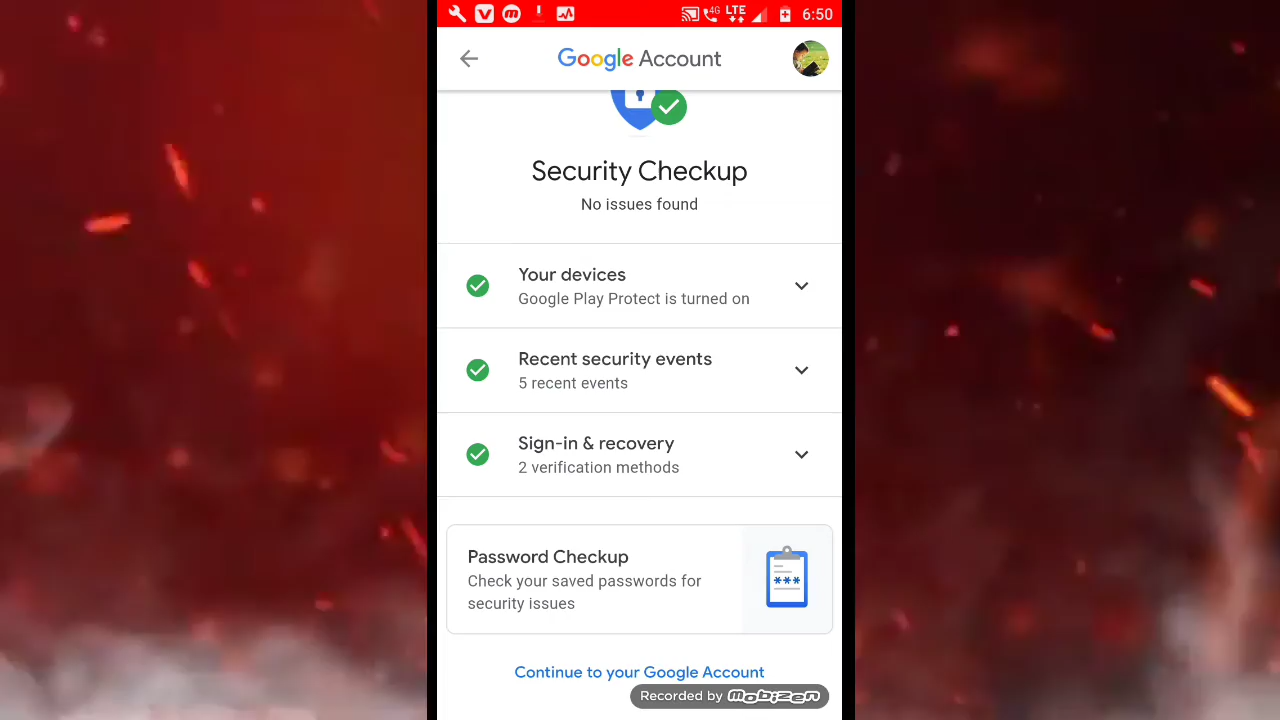 4G LTE 6:50
Google Account
Security Checkup
No issues found
Your devices
Google Play Protect is turned on
Recent security events
5 recent events
Sign-in & recovery
2 verification methods
Password Checkup
Check your saved passwords for
security issues
***
Continue to your Google Account
Recorded by mobizen